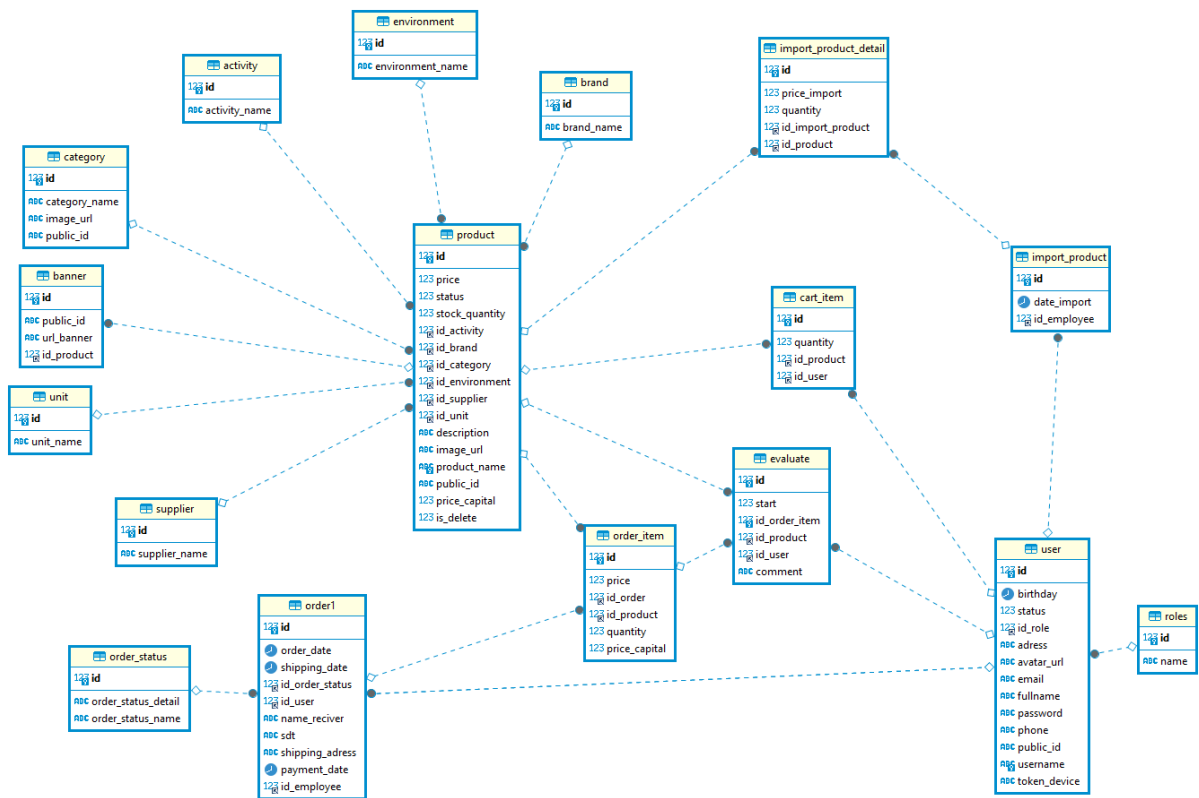 environment
id
environment_name
activity
id
activity_name
brand
id
brand_name
import_product_detail
id
price_import
quantity
id_import_product
id_product
category
id
category_name
image_url
public_id
product
id
price
status
stock_quantity
id_activity
id_brand
id_category
id_environment
id_supplier
id_unit
description
image_url
product_name
public_id
price_capital
is_delete
import_product
id
date_import
id_employee
banner
id
public_id
url_banner
id_product
cart_item
id
quantity
id_product
id_user
unit
id
unit_name
evaluate
id
start
id_order_item
id_product
id_user
comment
supplier
id
supplier_name
order_item
id
price
id_order
id_product
quantity
price_capital
user
id
birthday
status
id_role
adress
avatar_url
email
fullname
password
phone
public_id
username
token_device
order1
id
order_date
shipping_date
id_order_status
id_user
name_reciver
sdt
shipping_adress
payment_date
id_employee
roles
id
name
order_status
id
order_status_detail
order_status_name